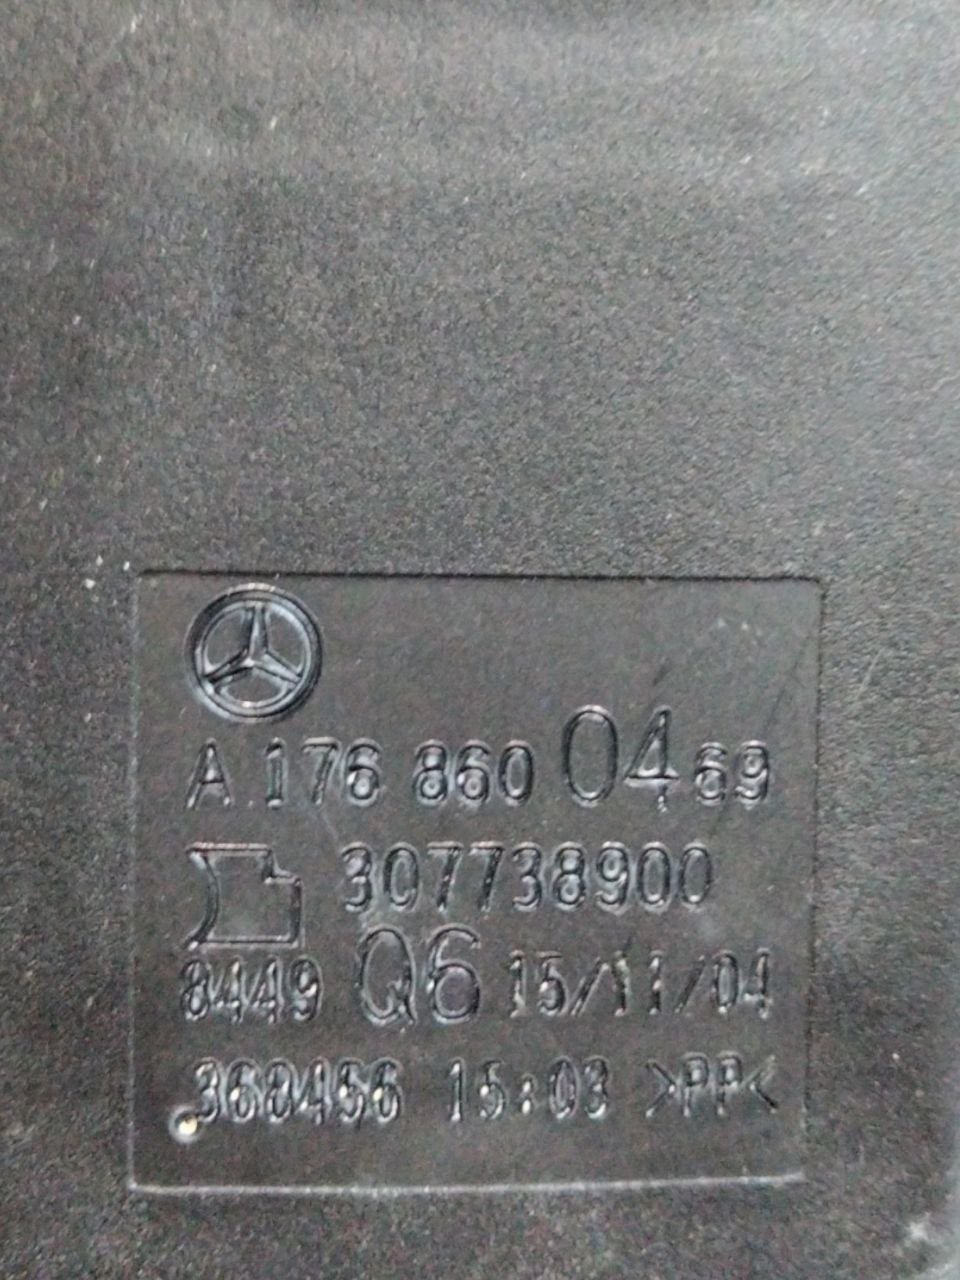 A 176 860 04 69
307738900
8449 Q6 15/11/04
368456 15:03 >PP<